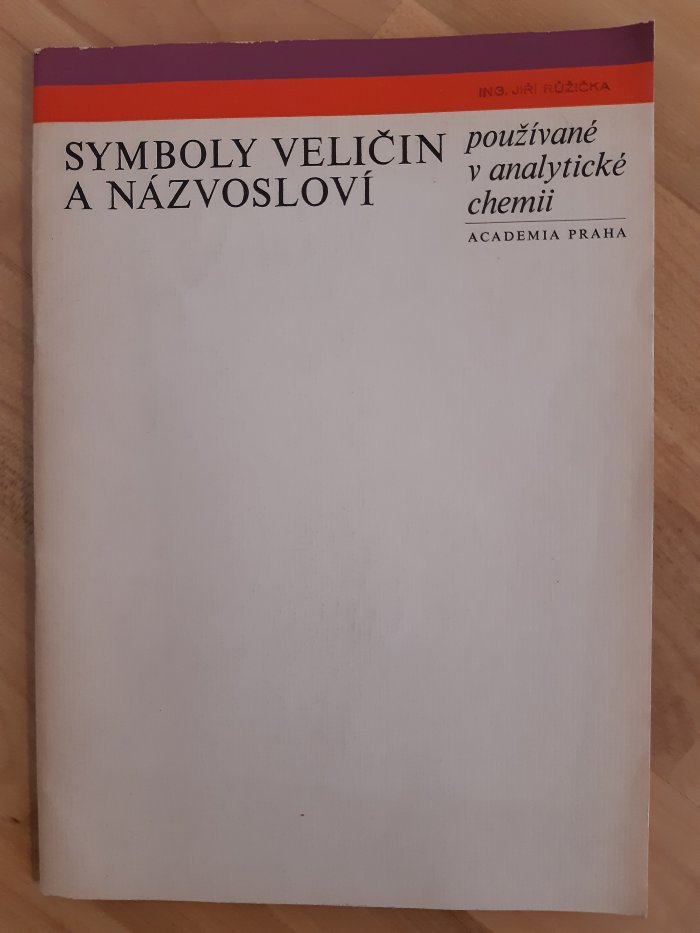 ING. JIŘÍ RŮŽIČKA
SYMBOLY VELIČIN
A NÁZVOSLOVÍ
používané
v analytické
chemii
ACADEMIA PRAHA